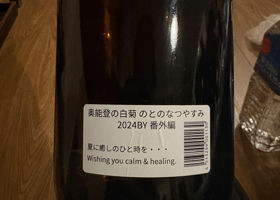 奥能登の白菊 のとのなつやすみ
2024BY 番外編
夏に癒しのひと時を・・・
Wishing you calm & healing.